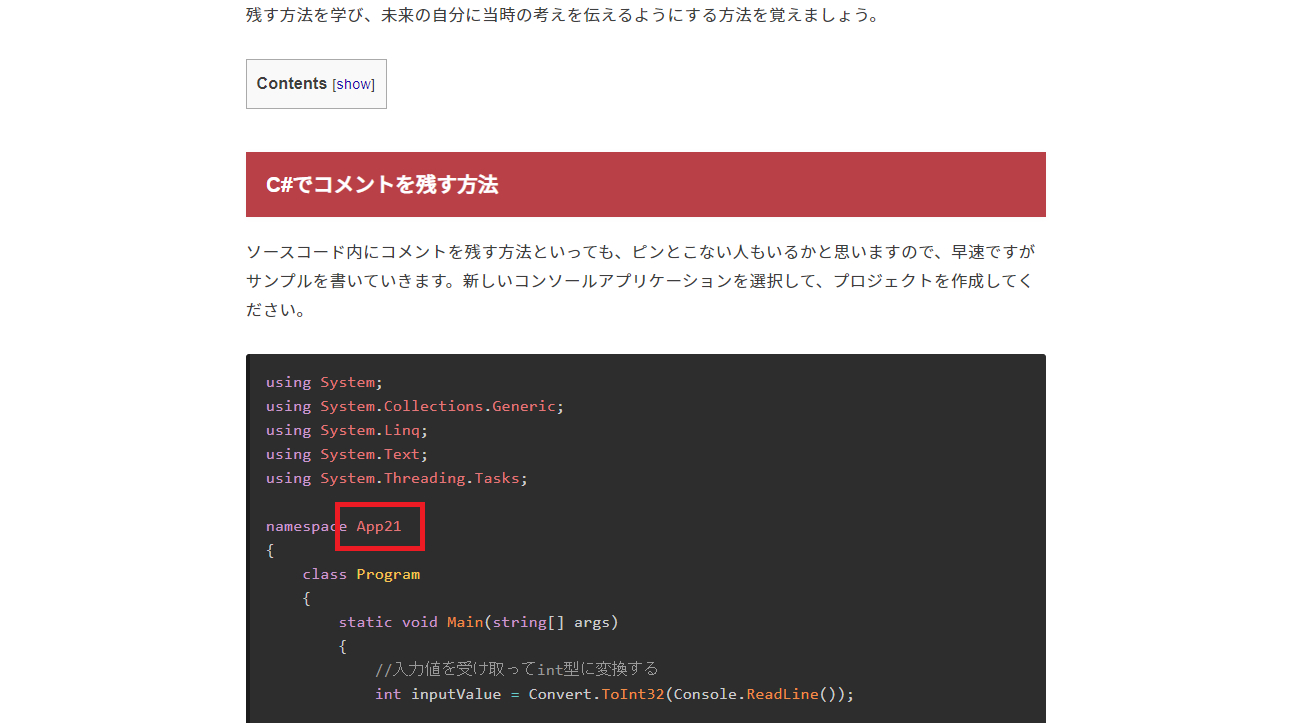 残す方法を学び、未来の自分に当時の考えを伝えるようにする方法を覚えましょう。
Contents [show]
C#でコメントを残す方法
ソースコード内にコメントを残す方法といっても、ピンとこない人もいるかと思いますので、早速ですが
サンプルを書いていきます。新しいコンソールアプリケーションを選択して、プロジェクトを作成してく
ださい。
using System;
using System.Collections.Generic;
using System.Linq;
using System.Text;
using System.Threading.Tasks;
namespace App21
{
    class Program
    {
        static void Main(string[] args)
        {
            //入力値を受け取ってint型に変換する
            int inputValue = Convert.ToInt32(Console.ReadLine());